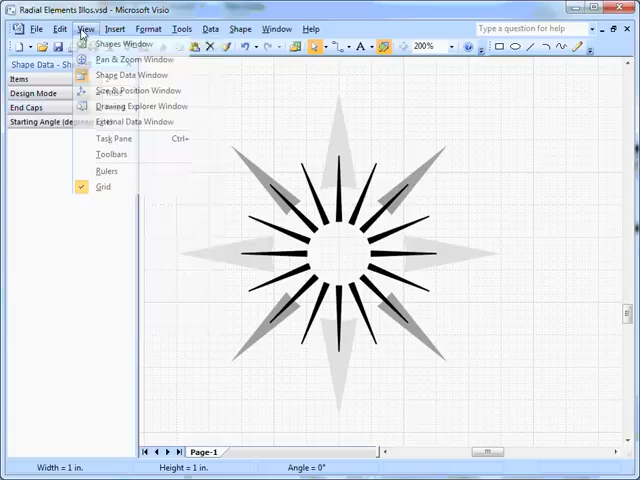 Radial Elements Illos.vsd - Microsoft Visio
File Edit View Insert Format Tools Data Shape Window Help
Type a question for help
200%
Shape Data - Sh
Items
Design Mode
End Caps
Starting Angle (degre
Shapes Window
Pan & Zoom Window
Shape Data Window
Size & Position Window
Drawing Explorer Window
External Data Window
Task Pane Ctrl+
Toolbars
Rulers
Grid
Page-1
Width = 1 in. Height = 1 in. Angle = 0°